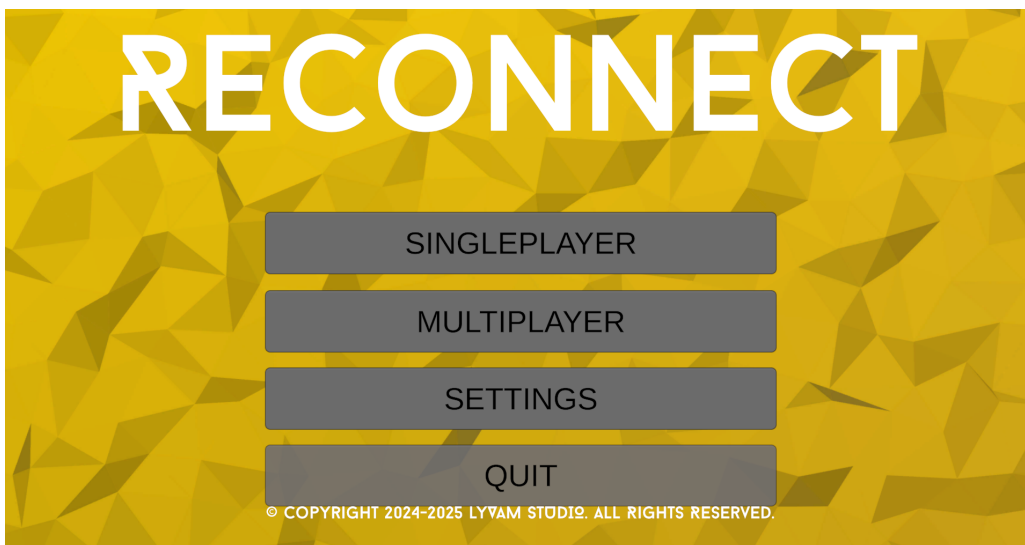 RECONNECT
SINGLEPLAYER
MULTIPLAYER
SETTINGS
QUIT
© COPYRIGHT 2024-2025 LYVAM STUDIO. ALL RIGHTS RESERVED.